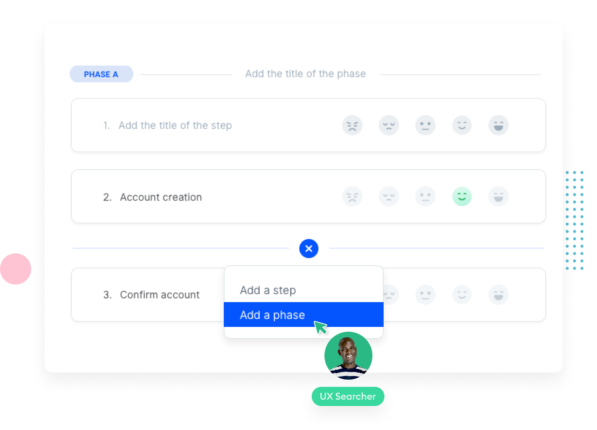 PHASE A
Add the title of the phase
1. Add the title of the step
2. Account creation
3. Confirm account
Add a step
Add a phase
UX Searcher